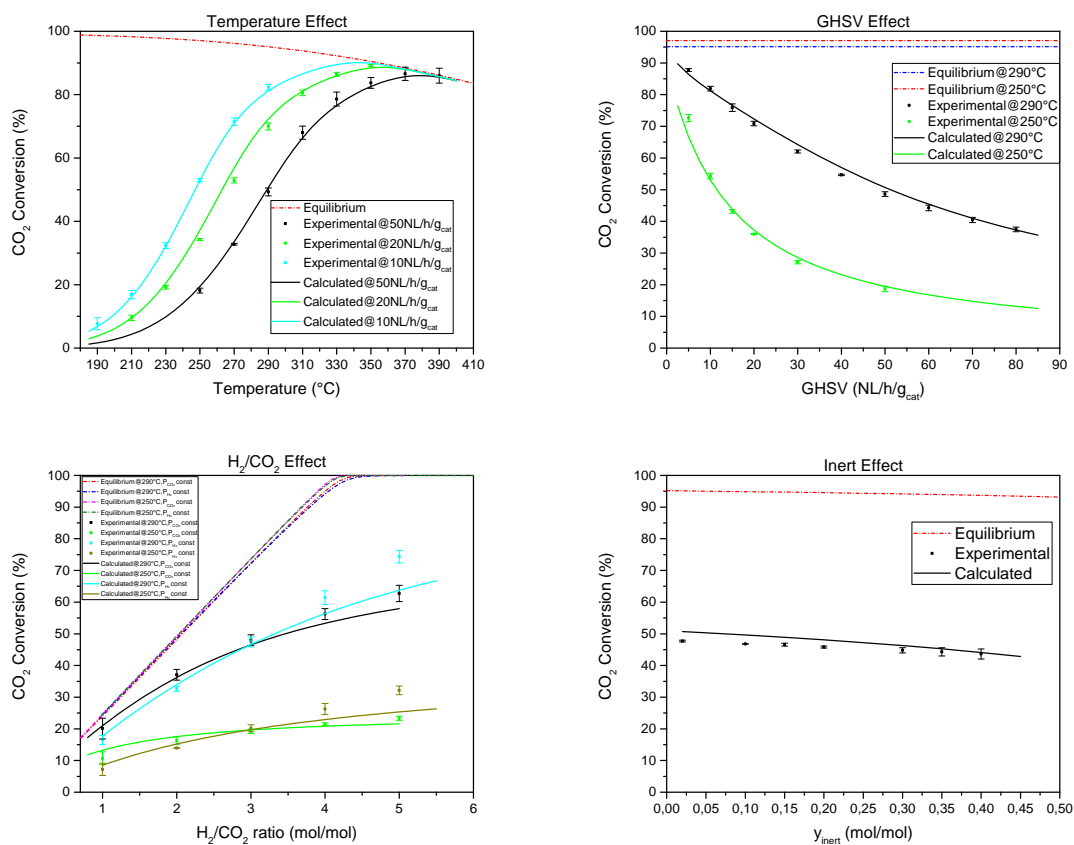 Temperature Effect
100
80
60
40
20
0
CO₂ Conversion (%)
Equilibrium
Experimental@50NL/h/gcat
Experimental@20NL/h/gcat
Experimental@10NL/h/gcat
Calculated@50NL/h/gcat
Calculated@20NL/h/gcat
Calculated@10NL/h/gcat
190 210 230 250 270 290 310 330 350 370 390 410
Temperature (°C)
GHSV Effect
100
90
80
70
60
50
40
30
20
10
0
CO₂ Conversion (%)
Equilibrium@290°C
Equilibrium@250°C
Experimental@290°C
Experimental@250°C
Calculated@290°C
Calculated@250°C
0 10 20 30 40 50 60 70 80 90
GHSV (NL/h/gcat)
H₂/CO₂ Effect
100
90
80
70
60
50
40
30
20
10
0
CO₂ Conversion (%)
Equilibrium@290°C,PCO₂ const
Equilibrium@290°C,PH₂ const
Equilibrium@250°C,PCO₂ const
Equilibrium@250°C,PH₂ const
Experimental@290°C,PCO₂ const
Experimental@250°C,PCO₂ const
Experimental@290°C,PH₂ const
Experimental@250°C,PH₂ const
Calculated@290°C,PCO₂ const
Calculated@250°C,PCO₂ const
Calculated@290°C,PH₂ const
Calculated@250°C,PH₂ const
1 2 3 4 5 6
H₂/CO₂ ratio (mol/mol)
Inert Effect
100
90
80
70
60
50
40
30
20
10
0
CO₂ Conversion (%)
Equilibrium
Experimental
Calculated
0,00 0,05 0,10 0,15 0,20 0,25 0,30 0,35 0,40 0,45 0,50
yinert (mol/mol)